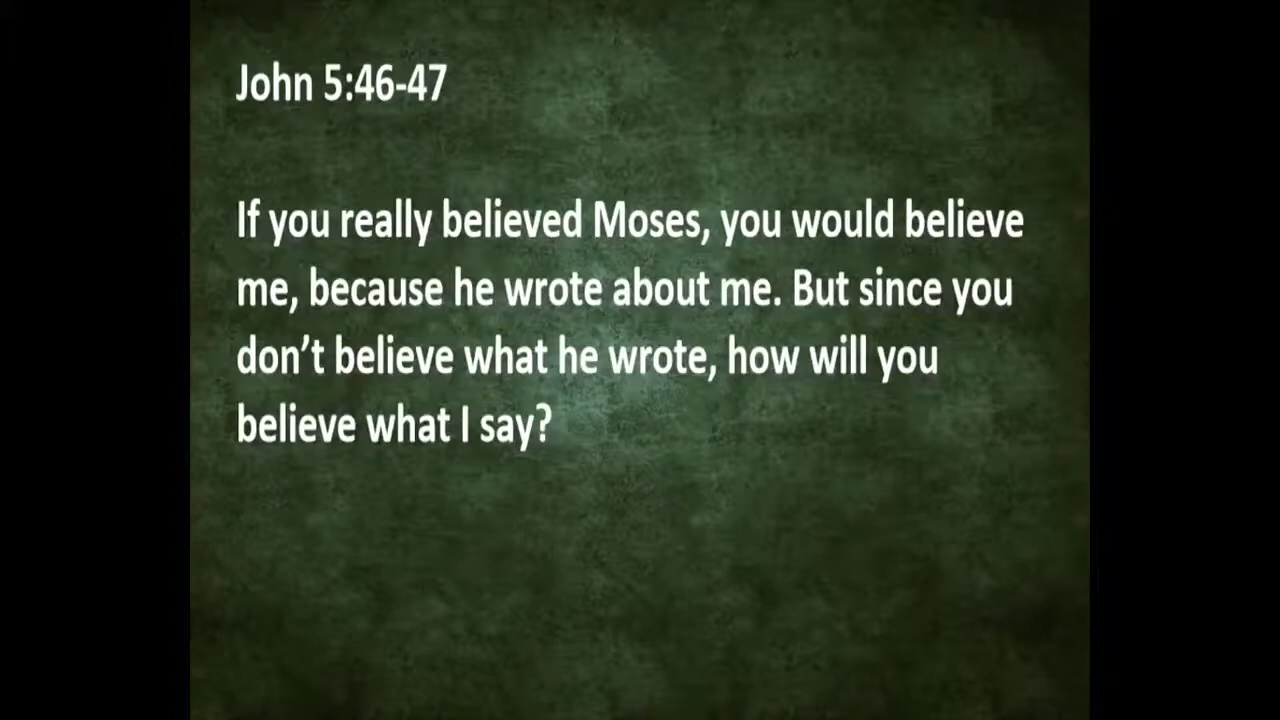 John 5:46-47
If you really believed Moses, you would believe
me, because he wrote about me. But since you
don’t believe what he wrote, how will you
believe what I say?